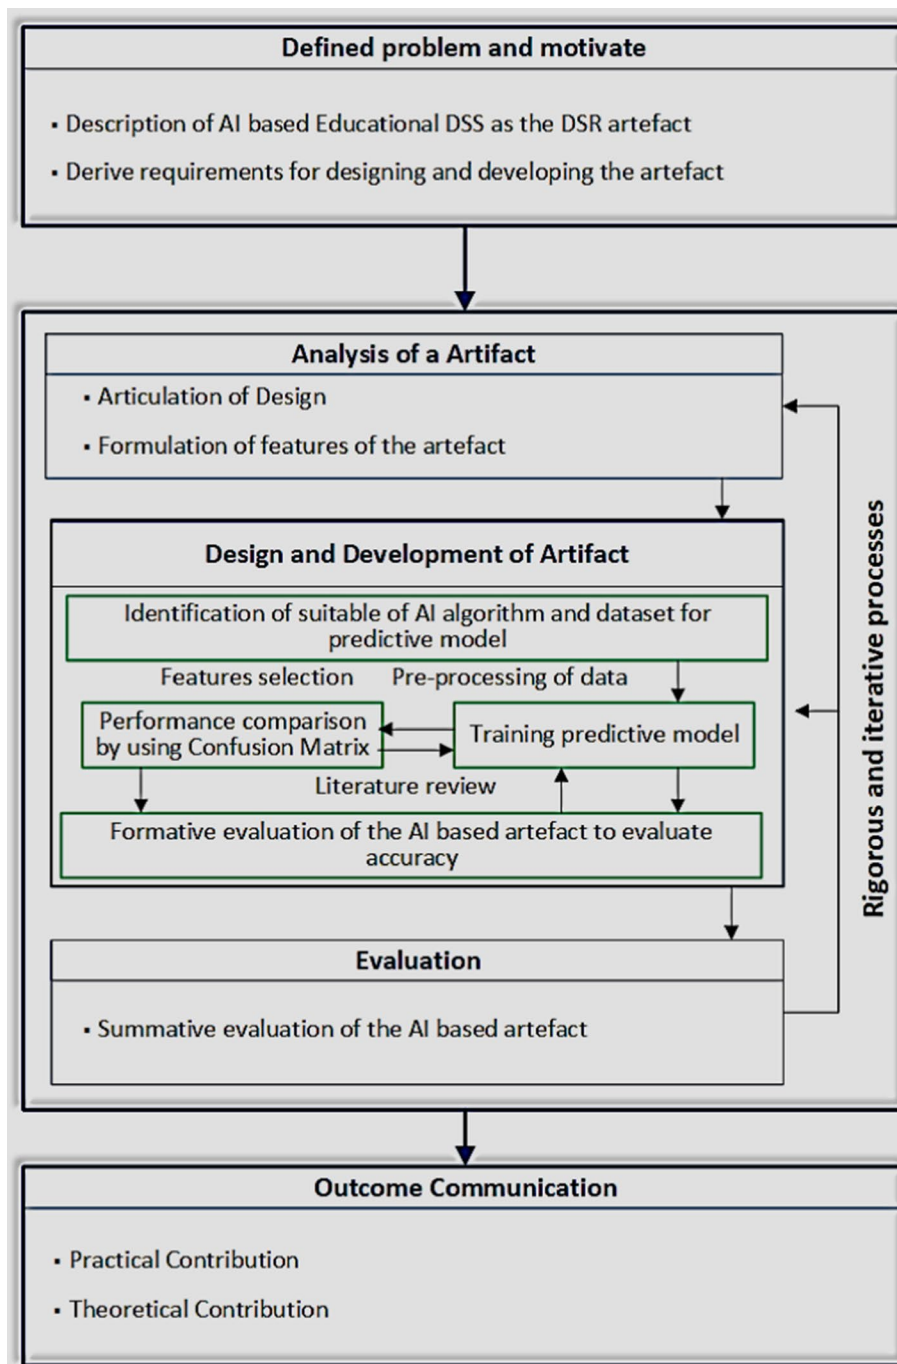 Defined problem and motivate
▪ Description of AI based Educational DSS as the DSR artefact
▪ Derive requirements for designing and developing the artefact
Analysis of a Artifact
▪ Articulation of Design
▪ Formulation of features of the artefact
Design and Development of Artifact
Identification of suitable of AI algorithm and dataset for
predictive model
Features selection
Pre-processing of data
Performance comparison
by using Confusion Matrix
Training predictive model
Literature review
Formative evaluation of the AI based artefact to evaluate
accuracy
Evaluation
▪ Summative evaluation of the AI based artefact
Rigorous and iterative processes
Outcome Communication
▪ Practical Contribution
▪ Theoretical Contribution